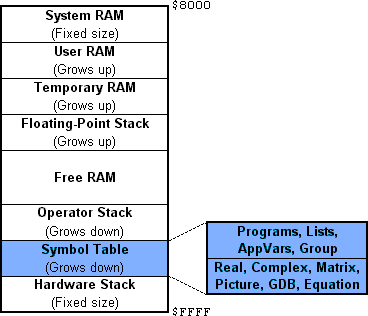 $8000
System RAM
(Fixed size)
User RAM
(Grows up)
Temporary RAM
(Grows up)
Floating-Point Stack
(Grows up)
Free RAM
Operator Stack
(Grows down)
Symbol Table
(Grows down)
Hardware Stack
(Fixed size)
$FFFF
Programs, Lists,
AppVars, Group
Real, Complex, Matrix,
Picture, GDB, Equation